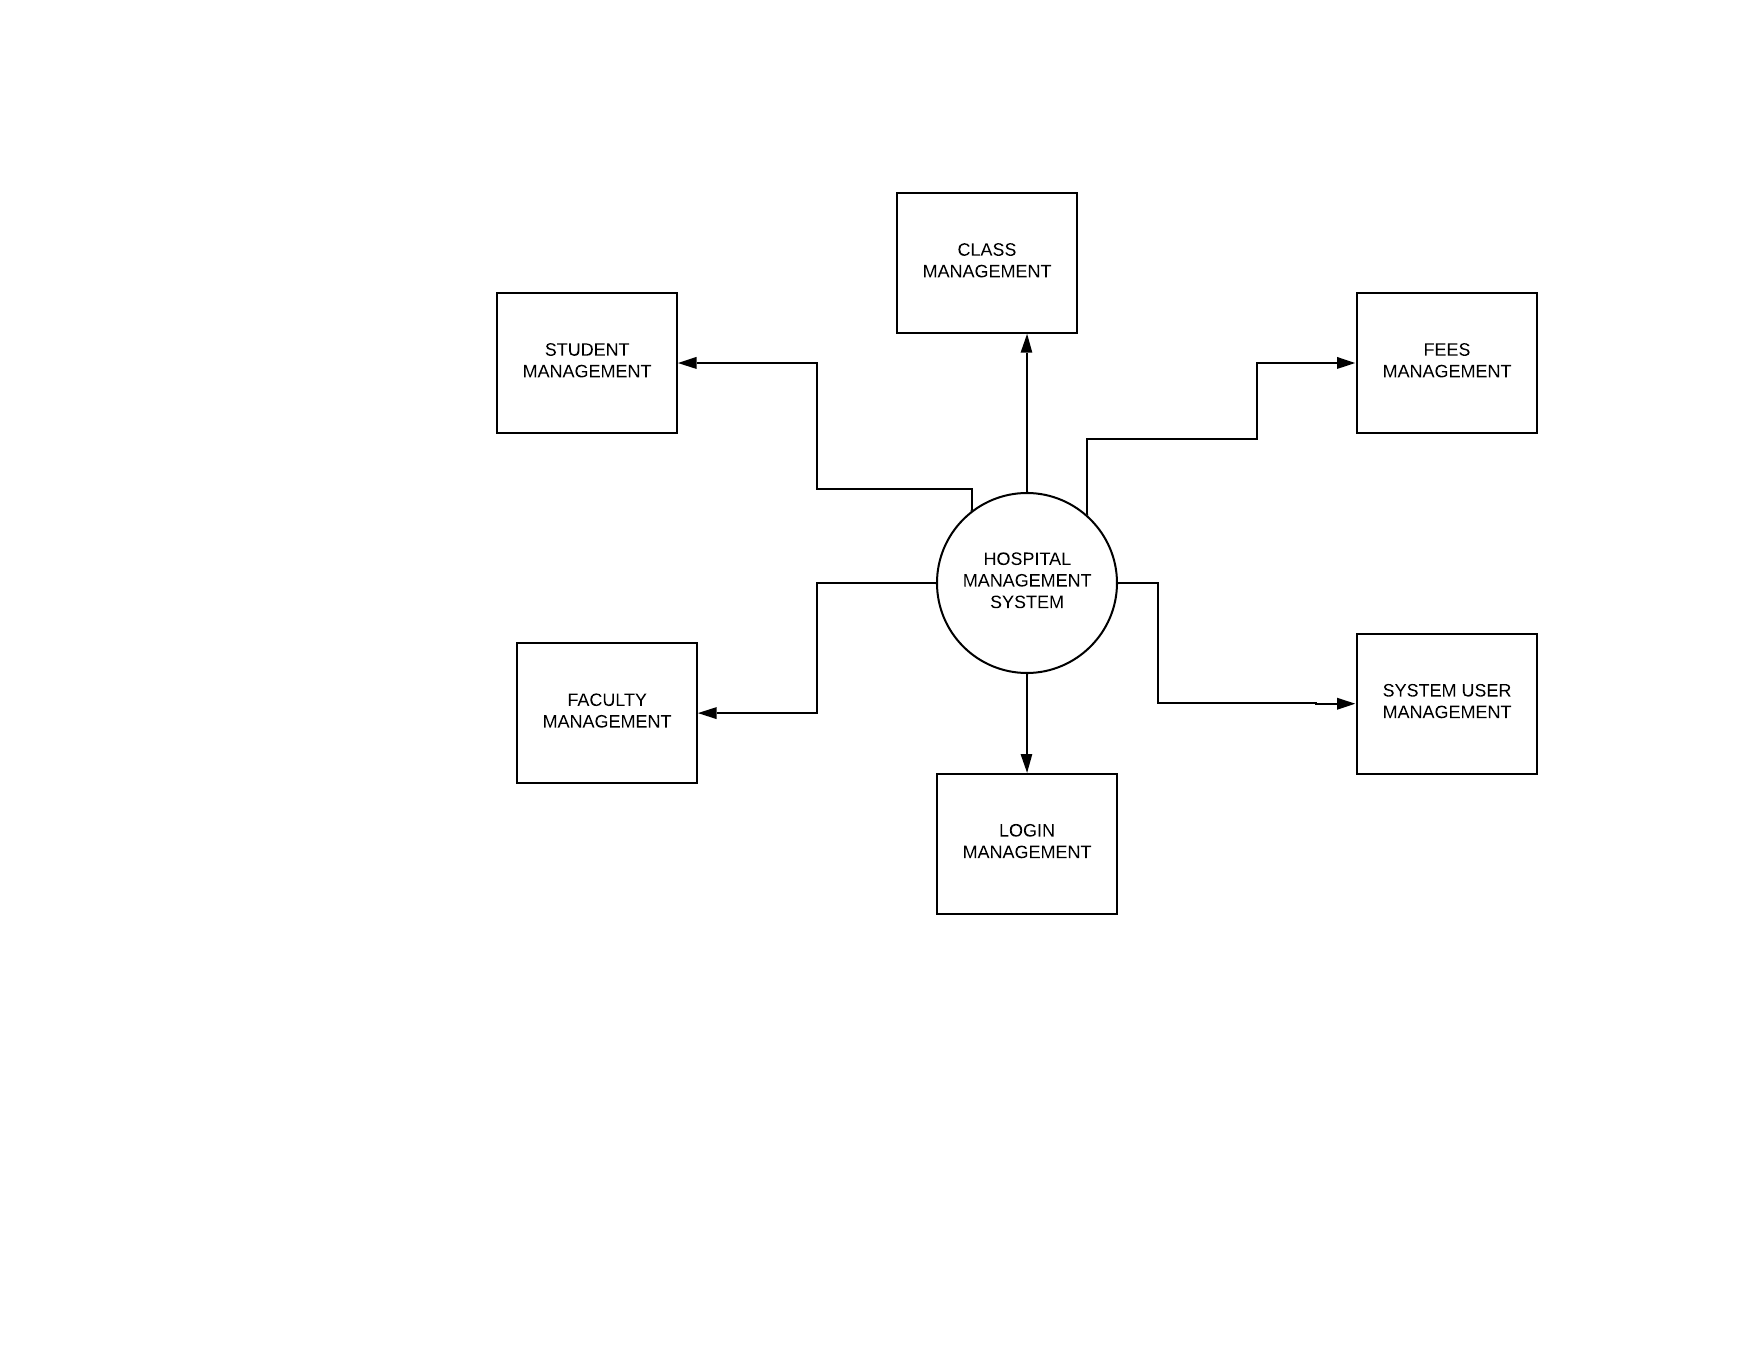 CLASS
MANAGEMENT
STUDENT
MANAGEMENT
FEES
MANAGEMENT
HOSPITAL
MANAGEMENT
SYSTEM
FACULTY
MANAGEMENT
SYSTEM USER
MANAGEMENT
LOGIN
MANAGEMENT